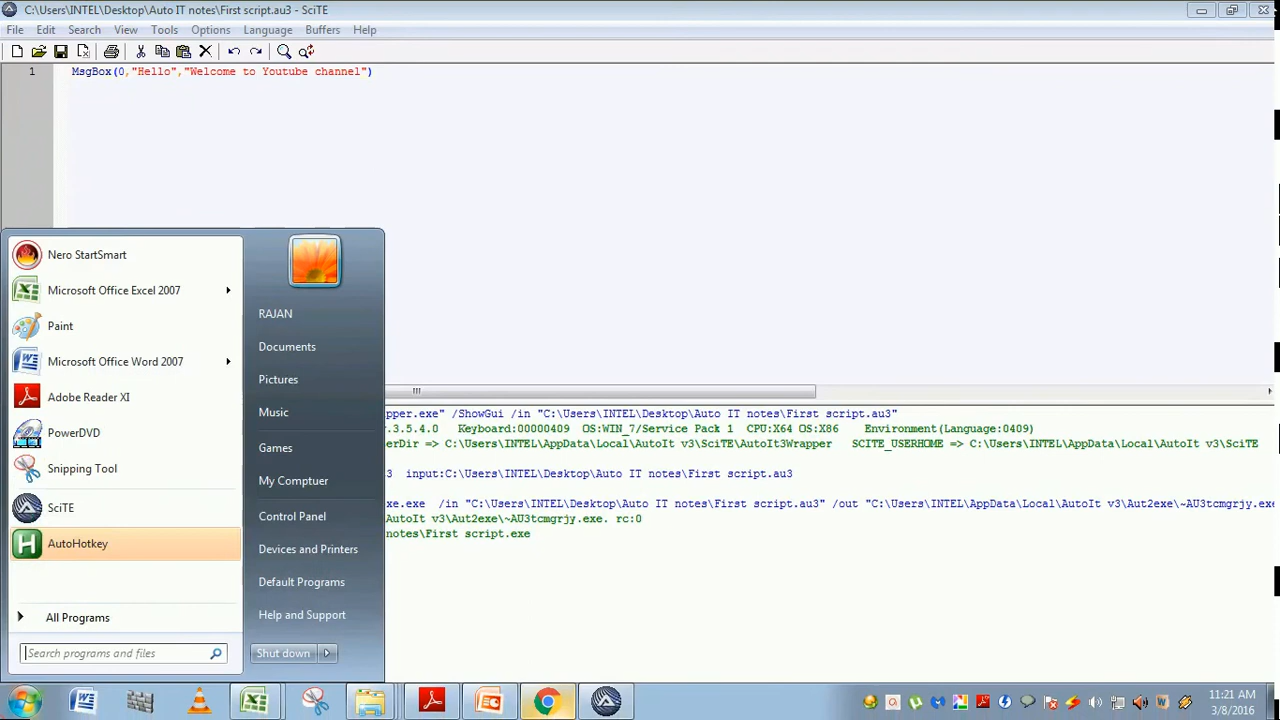 C:\Users\INTEL\Desktop\Auto IT notes\First script.au3 - SciTE
File Edit Search View Tools Options Language Buffers Help
1 MsgBox(0,"Hello","Welcome to Youtube channel")
Nero StartSmart
Microsoft Office Excel 2007
Paint
Microsoft Office Word 2007
Adobe Reader XI
PowerDVD
Snipping Tool
SciTE
AutoHotkey
All Programs
Search programs and files
RAJAN
Documents
Pictures
Music
Games
My Comptuer
Control Panel
Devices and Printers
Default Programs
Help and Support
Shut down
pper.exe" /ShowGui /in "C:\Users\INTEL\Desktop\Auto IT notes\First script.au3"
.3.5.4.0 Keyboard:00000409 OS:WIN_7/Service Pack 1 CPU:X64 OS:X86 Environment(Language:0409)
erDir => C:\Users\INTEL\AppData\Local\AutoIt v3\SciTE\AutoIt3Wrapper SCITE_USERHOME => C:\Users\INTEL\AppData\Local\AutoIt v3\SciTE
3 input:C:\Users\INTEL\Desktop\Auto IT notes\First script.au3
xe.exe /in "C:\Users\INTEL\Desktop\Auto IT notes\First script.au3" /out "C:\Users\INTEL\AppData\Local\AutoIt v3\Aut2exe\~AU3tcmgrjy.exe
AutoIt v3\Aut2exe\~AU3tcmgrjy.exe. rc:0
notes\First script.exe
11:21 AM
3/8/2016